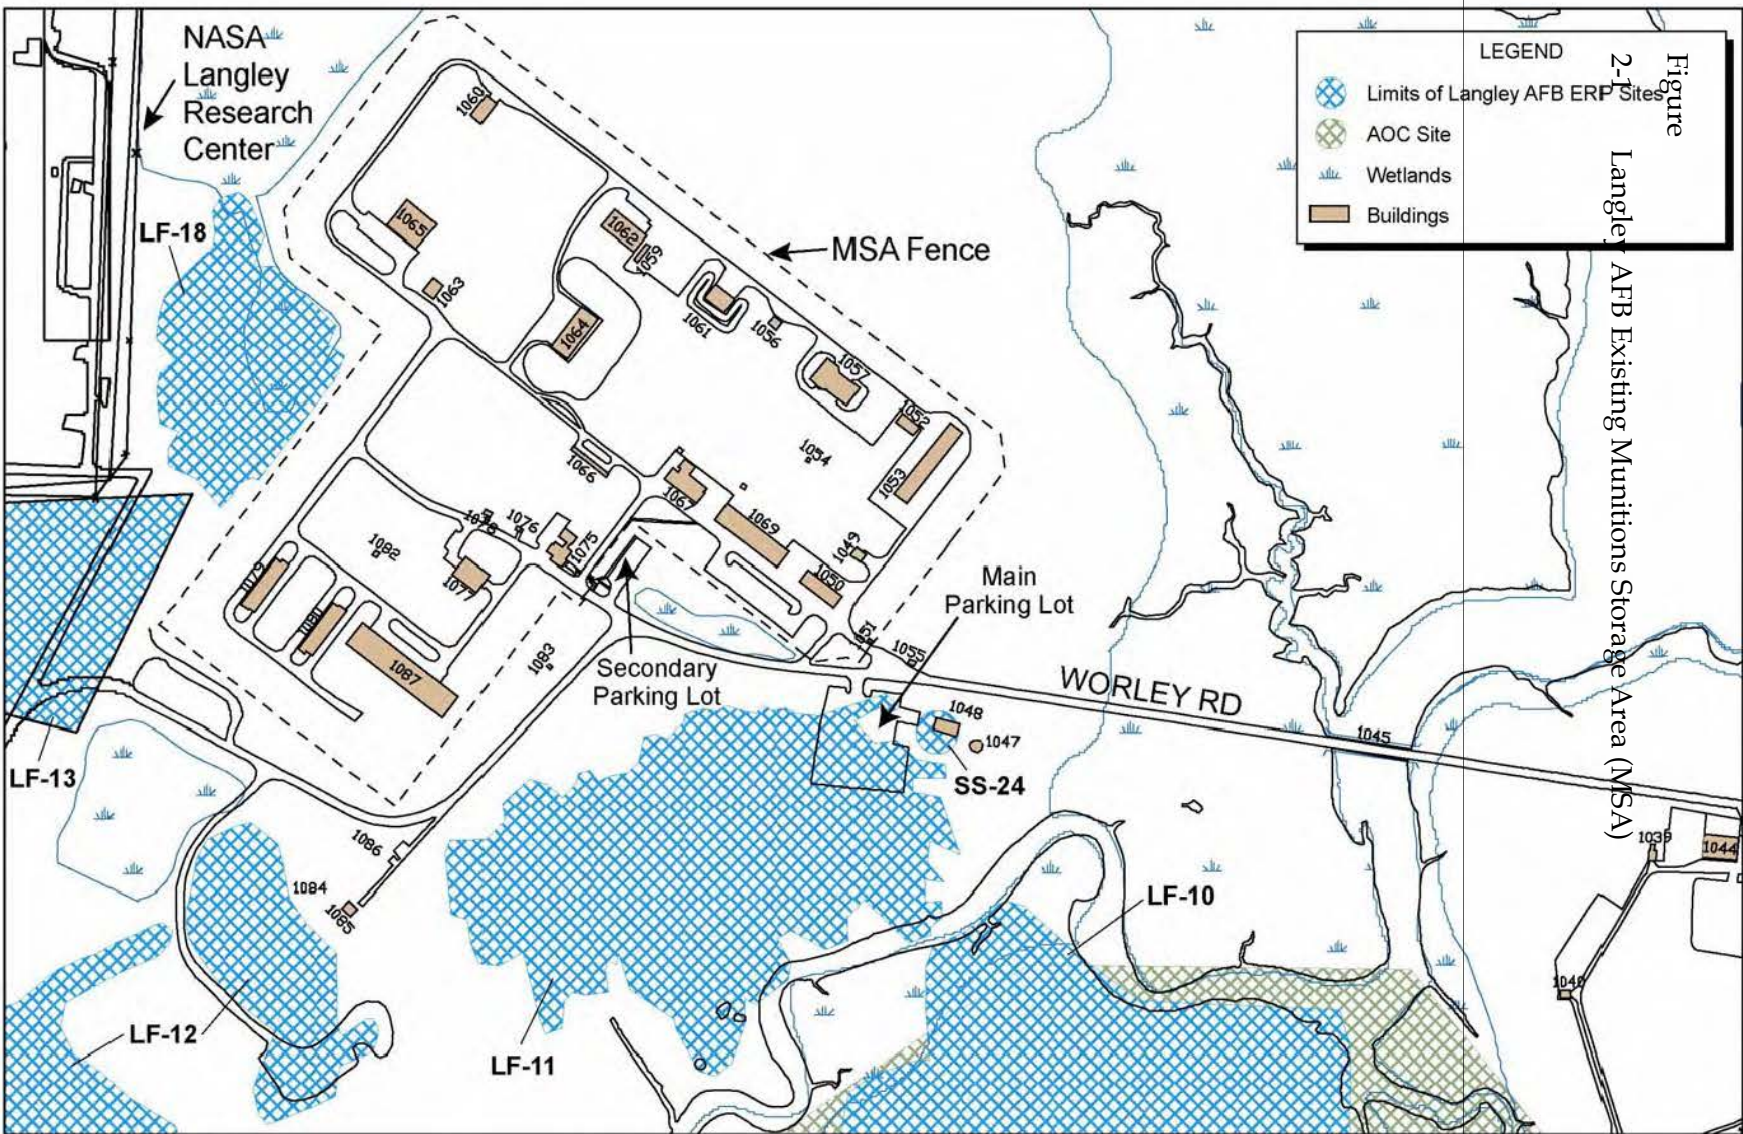 NASA
Langley
Research
Center
LEGEND
Limits of Langley AFB ERP Sites
AOC Site
Wetlands
Buildings
Figure
2-1 Langley AFB Existing Munitions Storage Area (MSA)
1060
LF-18
1065
1062
1059
MSA Fence
1063
1061
1064
1056
1057
1052
1054
1066
1053
1067
1069
1078
1076
1075
1049
1082
1079
1077
1050
Main
Parking Lot
1080
1051
1055
1083
Secondary
Parking Lot
1087
WORLEY RD
1048
1047
1045
LF-13
SS-24
1086
1039
1044
1084
1085
LF-10
1040
LF-12
LF-11